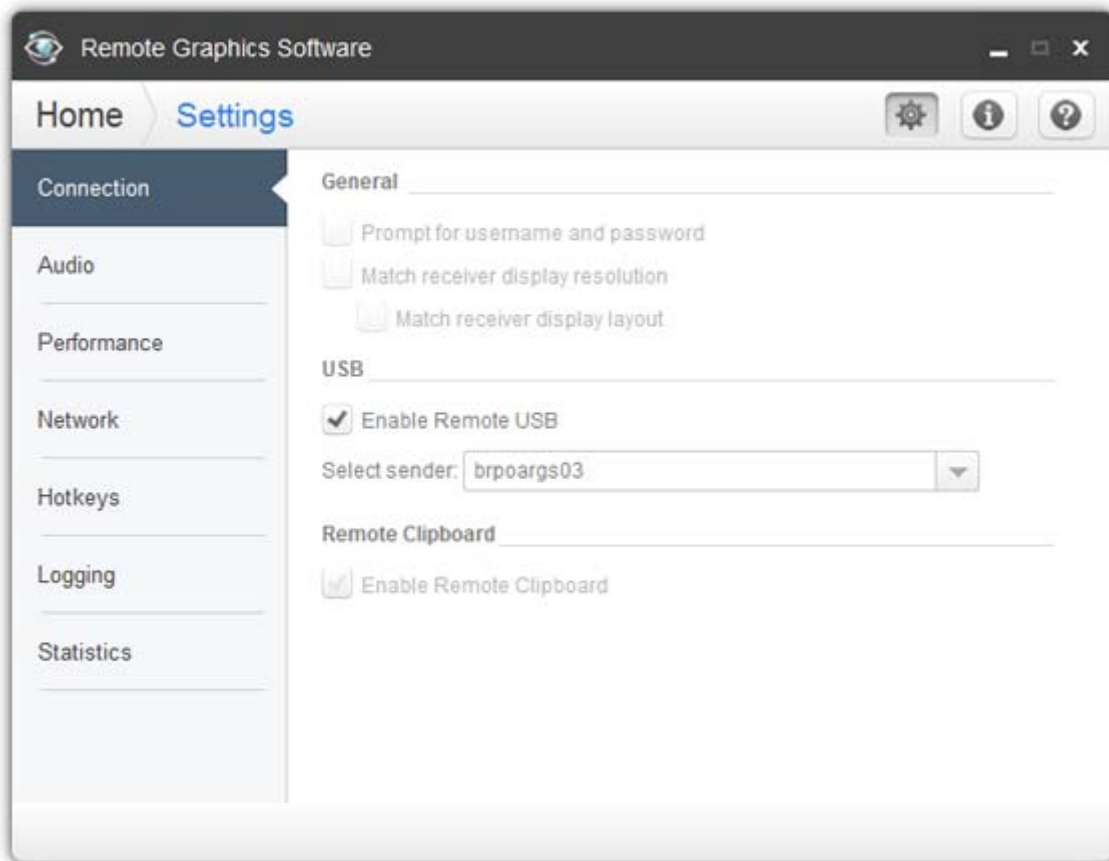 Remote Graphics Software
Home
Settings
Connection
Audio
Performance
Network
Hotkeys
Logging
Statistics
General
Prompt for username and password
Match receiver display resolution
Match receiver display layout
USB
Enable Remote USB
Select sender: brpoargs03
Remote Clipboard
Enable Remote Clipboard